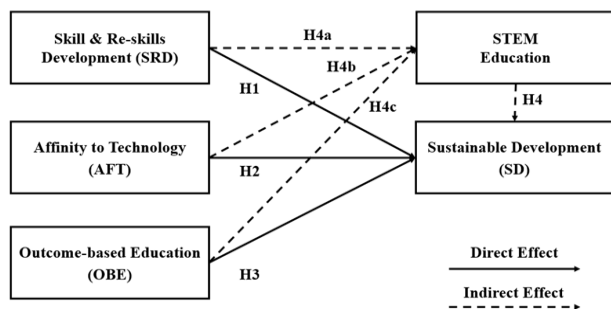 Skill & Re-skills
Development (SRD)
H4a
STEM
Education
H4b
H1
H4c
H4
Affinity to Technology
(AFT)
H2
Sustainable Development
(SD)
Outcome-based Education
(OBE)
H3
Direct Effect
Indirect Effect